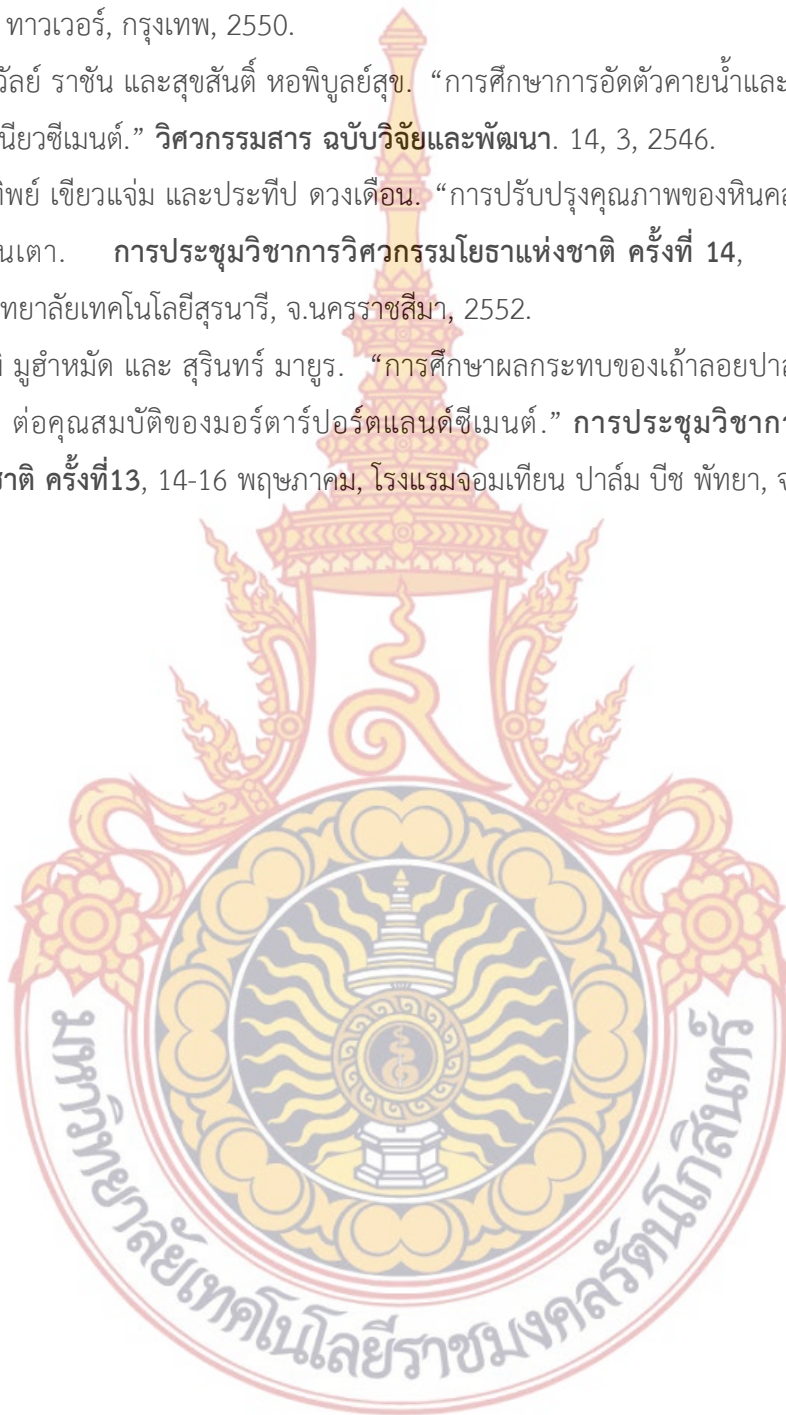 ทาวเวอร์, กรุงเทพ, 2550.
วัลย์ ราชัน และสุขสันติ์ หอพิบูลย์สุข. “การศึกษาการอัดตัวคายน้ำและ
นียวซีเมนต์.” วิศวกรรมสาร ฉบับวิจัยและพัฒนา. 14, 3, 2546.
ทิพย์ เขียวแจ่ม และประทีป ดวงเดือน. “การปรับปรุงคุณภาพของหินคล
นเตา. การประชุมวิชาการวิศวกรรมโยธาแห่งชาติ ครั้งที่ 14,
ทยาลัยเทคโนโลยีสุรนารี, จ.นครราชสีมา, 2552.
มูฮำหมัด และ สุรินทร์ มายูร. “การศึกษาผลกระทบของเถ้าลอยปาล
ต่อคุณสมบัติของมอร์ตาร์ปอร์ตแลนด์ซีเมนต์.” การประชุมวิชากา
ชาติ ครั้งที่13, 14-16 พฤษภาคม, โรงแรมจอมเทียน ปาล์ม บีช พัทยา, จ
มหาวิทยาลัยเทคโนโลยีราชมงคลรัตนโกสินทร์